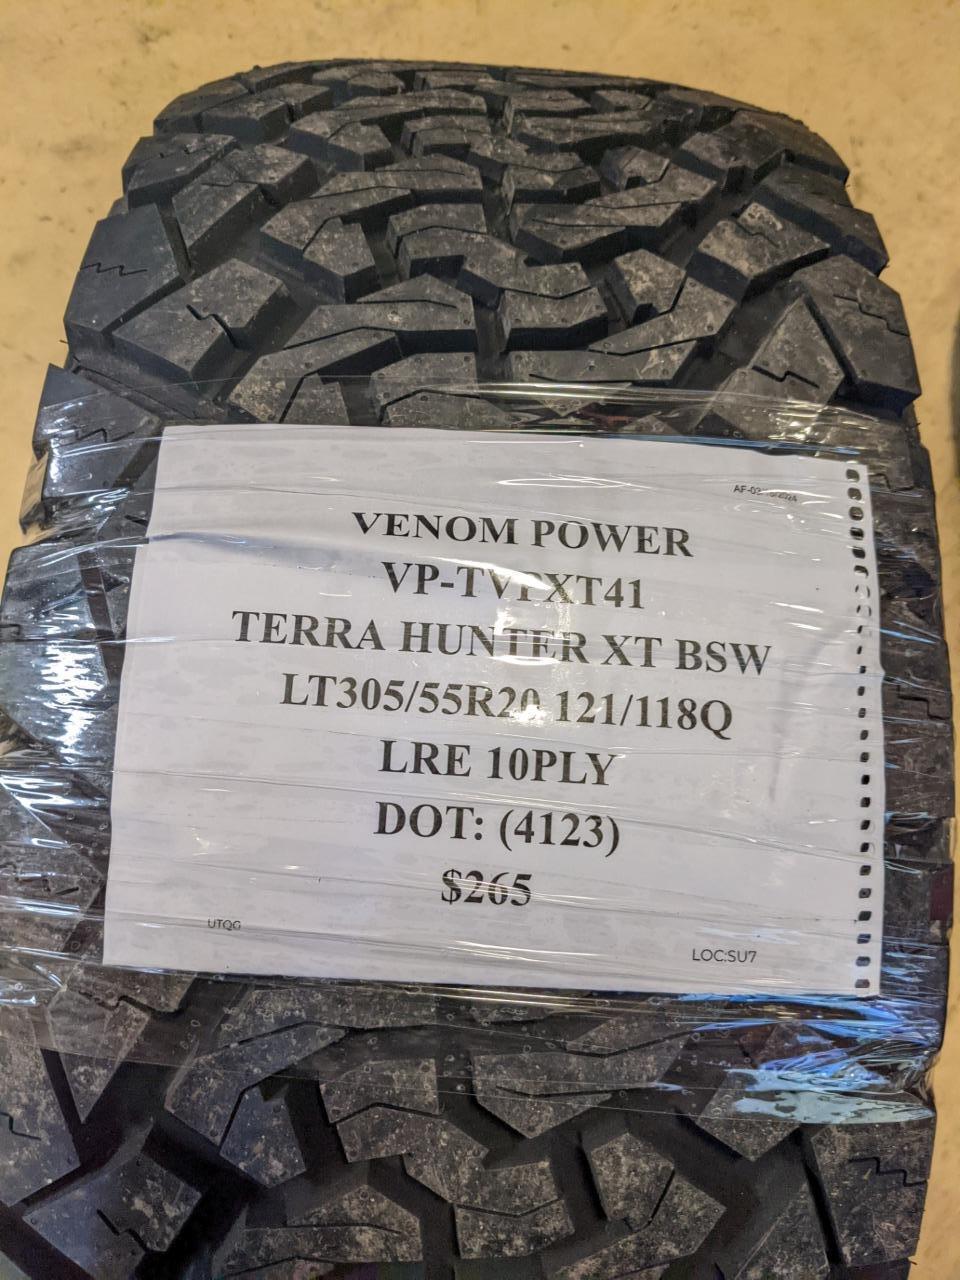 VENOM POWER
VP-TVPXT41
TERRA HUNTER XT BSW
LT305/55R20 121/118Q
LRE 10PLY
DOT: (4123)
$265
UTQG
LOC:SU7